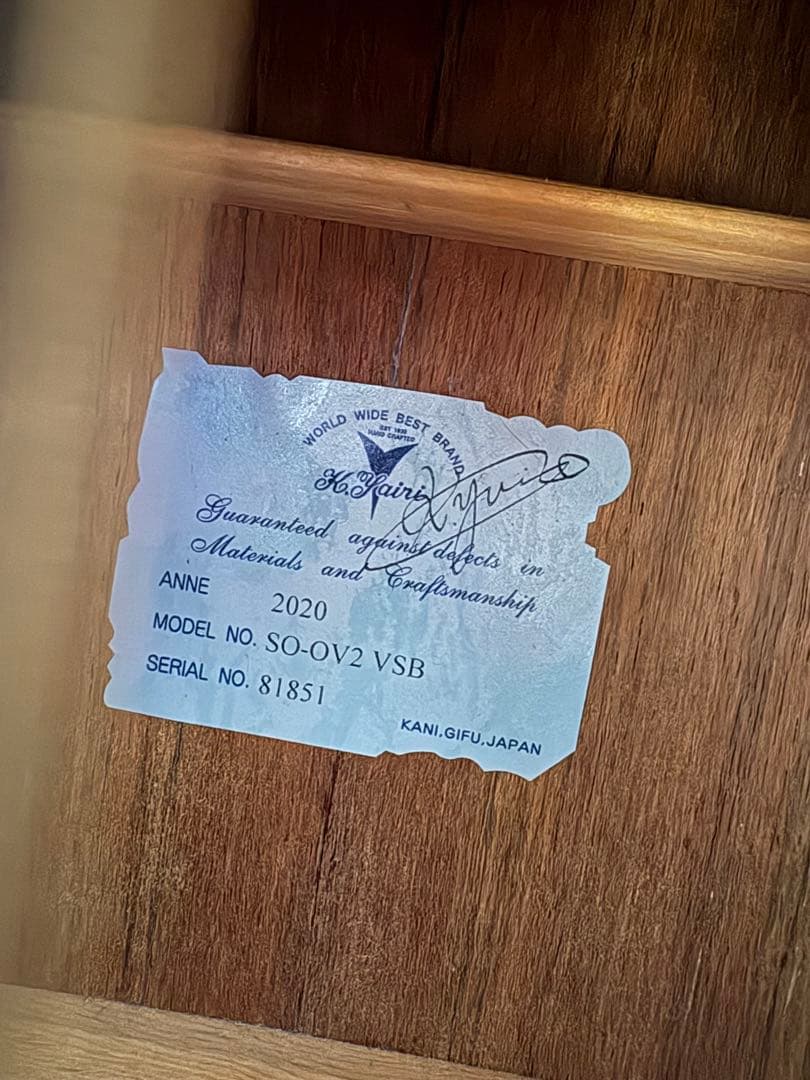 WORLD WIDE BEST BRAND
EST 1935
HAND CRAFTED
K.Yairi
K.Yairi
Guaranteed against defects in
Materials and Craftsmanship
ANNE 2020
MODEL NO. SO-OV2 VSB
SERIAL NO. 81851
KANI,GIFU,JAPAN